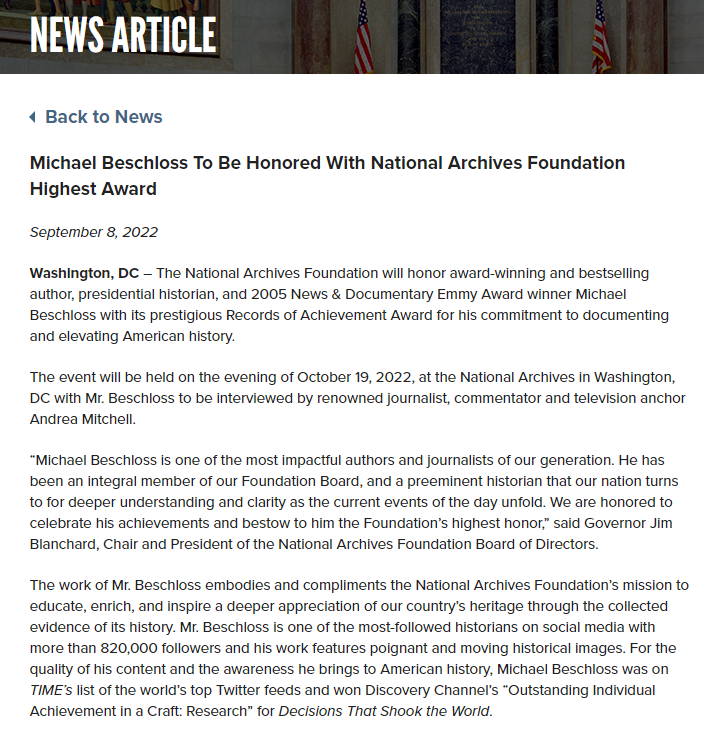 NEWS ARTICLE
Back to News
Michael Beschloss To Be Honored With National Archives Foundation
Highest Award
September 8, 2022
Washington, DC – The National Archives Foundation will honor award-winning and bestselling
author, presidential historian, and 2005 News & Documentary Emmy Award winner Michael
Beschloss with its prestigious Records of Achievement Award for his commitment to documenting
and elevating American history.
The event will be held on the evening of October 19, 2022, at the National Archives in Washington,
DC with Mr. Beschloss to be interviewed by renowned journalist, commentator and television anchor
Andrea Mitchell.
“Michael Beschloss is one of the most impactful authors and journalists of our generation. He has
been an integral member of our Foundation Board, and a preeminent historian that our nation turns
to for deeper understanding and clarity as the current events of the day unfold. We are honored to
celebrate his achievements and bestow to him the Foundation’s highest honor,” said Governor Jim
Blanchard, Chair and President of the National Archives Foundation Board of Directors.
The work of Mr. Beschloss embodies and compliments the National Archives Foundation’s mission to
educate, enrich, and inspire a deeper appreciation of our country’s heritage through the collected
evidence of its history. Mr. Beschloss is one of the most-followed historians on social media with
more than 820,000 followers and his work features poignant and moving historical images. For the
quality of his content and the awareness he brings to American history, Michael Beschloss was on
TIME’s list of the world’s top Twitter feeds and won Discovery Channel’s “Outstanding Individual
Achievement in a Craft: Research” for Decisions That Shook the World.